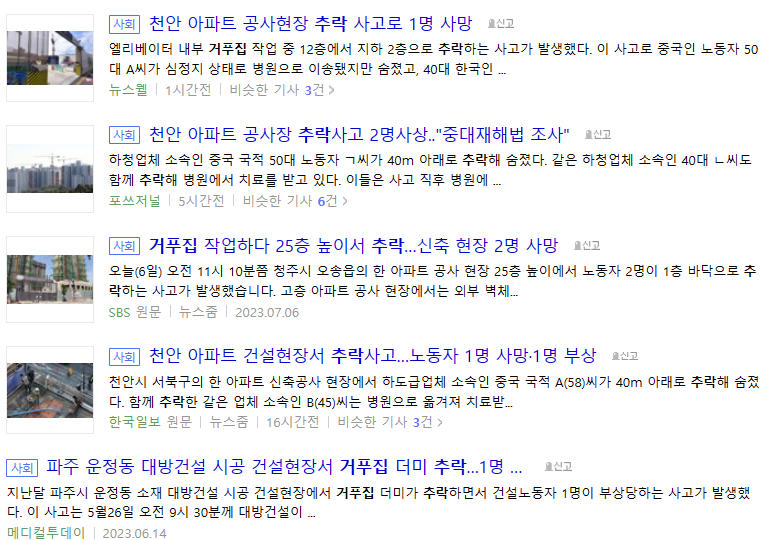 사회 천안 아파트 공사현장 추락 사고로 1명 사망 신고
엘리베이터 내부 거푸집 작업 중 12층에서 지하 2층으로 추락하는 사고가 발생했다. 이 사고로 중국인 노동자 50
대 A씨가 심정지 상태로 병원으로 이송됐지만 숨졌고, 40대 한국인 ...
뉴스웰 1시간전 비슷한 기사 3건 >
사회 천안 아파트 공사장 추락사고 2명사상.."중대재해법 조사" 신고
하청업체 소속인 중국 국적 50대 노동자 ㄱ씨가 40m 아래로 추락해 숨졌다. 같은 하청업체 소속인 40대 ㄴ씨도
함께 추락해 병원에서 치료를 받고 있다. 이들은 사고 직후 병원에 ...
포쓰저널 5시간전 비슷한 기사 6건 >
사회 거푸집 작업하다 25층 높이서 추락...신축 현장 2명 사망 신고
오늘(6일) 오전 11시 10분쯤 청주시 오송읍의 한 아파트 공사 현장 25층 높이에서 노동자 2명이 1층 바닥으로 추
락하는 사고가 발생했습니다. 고층 아파트 공사 현장에서는 외부 벽체...
SBS 원문 뉴스줌 2023.07.06
사회 천안 아파트 건설현장서 추락사고...노동자 1명 사망·1명 부상 신고
천안시 서북구의 한 아파트 신축공사 현장에서 하도급업체 소속인 중국 국적 A(58)씨가 40m 아래로 추락해 숨졌
다. 함께 추락한 같은 업체 소속인 B(45)씨는 병원으로 옮겨져 치료받...
한국일보 원문 뉴스줌 16시간전 비슷한 기사 3건 >
사회 파주 운정동 대방건설 시공 건설현장서 거푸집 더미 추락...1명 ... 신고
지난달 파주시 운정동 소재 대방건설 시공 건설현장에서 거푸집 더미가 추락하면서 건설노동자 1명이 부상당하는 사고가 발생했
다. 이 사고는 5월26일 오전 9시 30분께 대방건설이 ...
메디컬투데이 2023.06.14